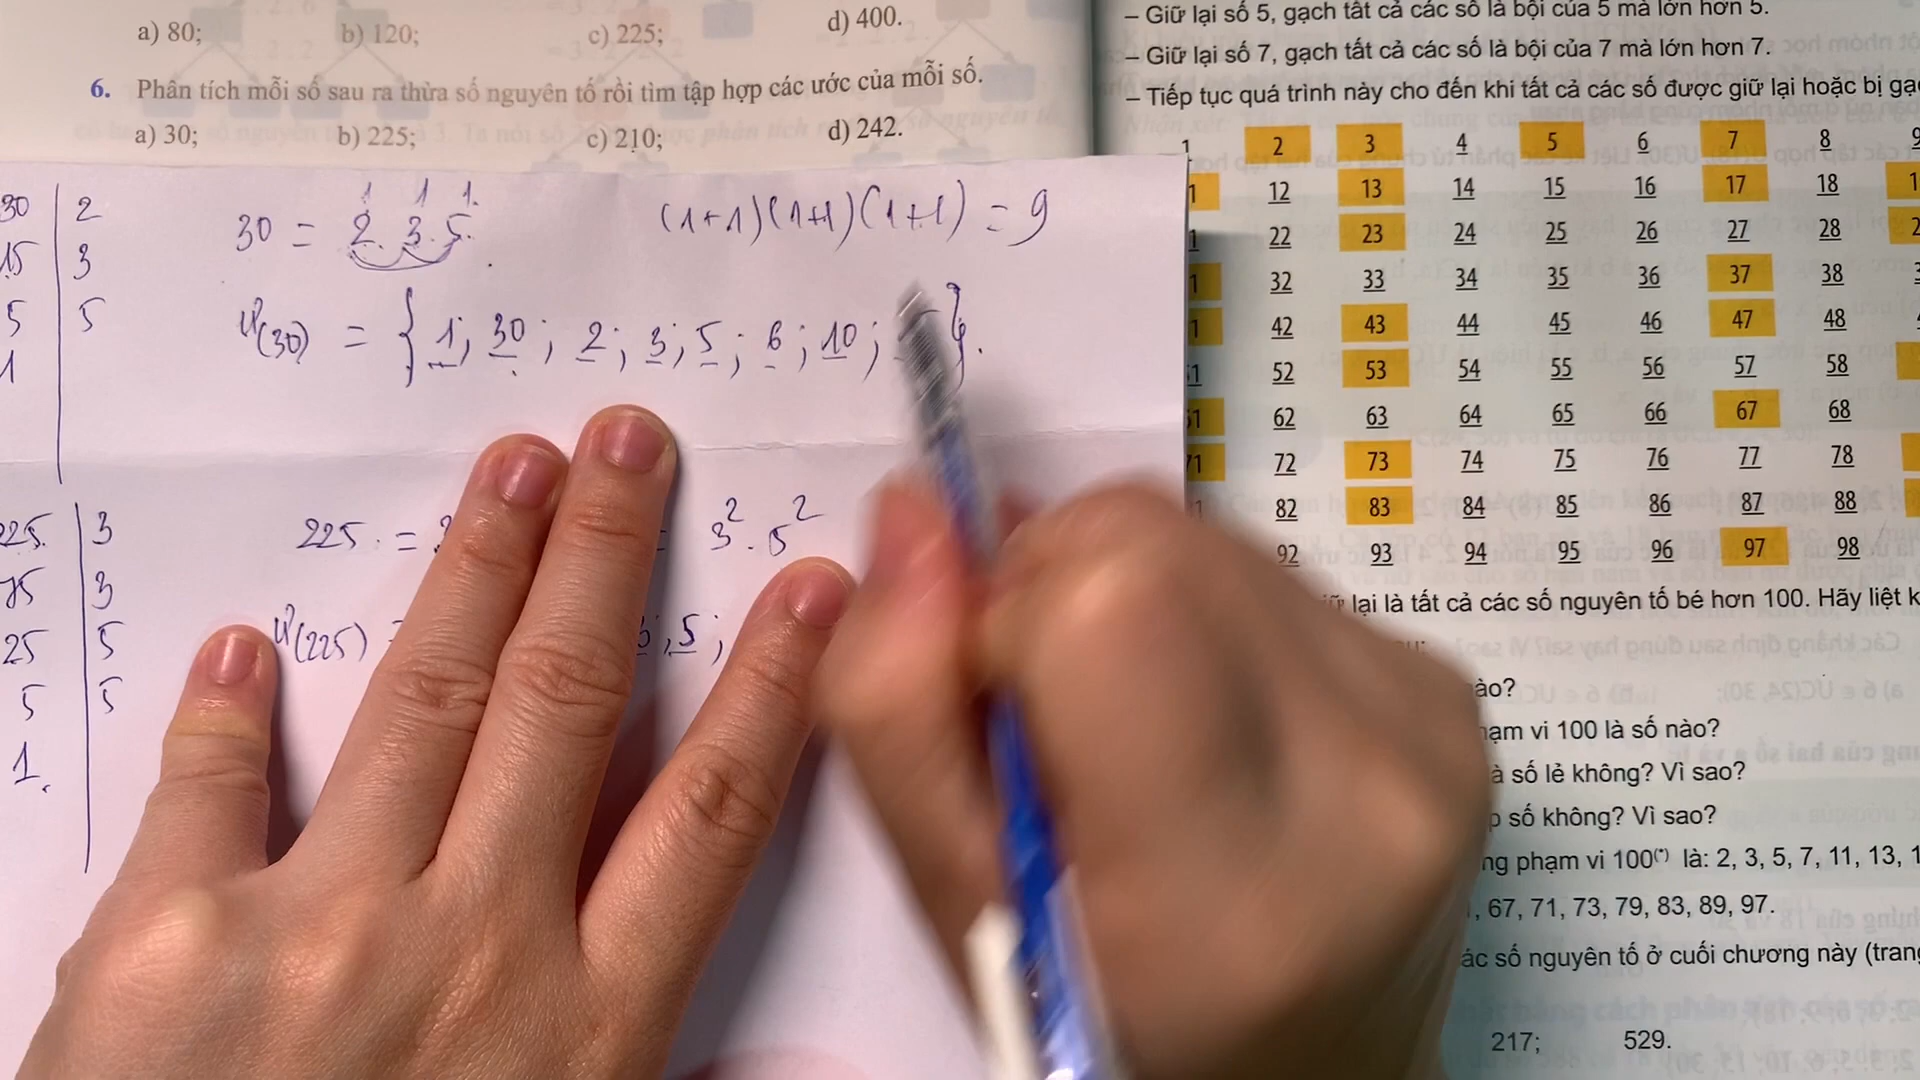 a) 80; b) 120; c) 225; d) 400.
6. Phân tích mỗi số sau ra thừa số nguyên tố rồi tìm tập hợp các ước của mỗi số.
a) 30; b) 225; c) 210; d) 242.
30 2
15 3
5 5
1
30 = 2. 3. 5.
1 1 1.
(1+1)(1+1)(1+1) = 9
Ư(30) = { 1; 30; 2; 3; 5; 6; 10; }.
225. 3
75 3
25 5
5 5
1.
225 = = 3² . 5²
Ư(225) 5;
– Giữ lại số 5, gạch tất cả các số là bội của 5 mà lớn hơn 5.
– Giữ lại số 7, gạch tất cả các số là bội của 7 mà lớn hơn 7.
– Tiếp tục quá trình này cho đến khi tất cả các số được giữ lại hoặc bị
1 2 3 4 5 6 7 8
12 13 14 15 16 17 18
22 23 24 25 26 27 28
32 33 34 35 36 37 38
42 43 44 45 46 47 48
52 53 54 55 56 57 58
62 63 64 65 66 67 68
72 73 74 75 76 77 78
82 83 84 85 86 87 88
92 93 94 95 96 97 98
lại là tất cả các số nguyên tố bé hơn 100. Hãy liệt
ào?
ạm vi 100 là số nào?
à số lẻ không? Vì sao?
số không? Vì sao?
ng phạm vi 100(*) là: 2, 3, 5, 7, 11, 13,
, 67, 71, 73, 79, 83, 89, 97.
ác số nguyên tố ở cuối chương này (tran
217; 529.